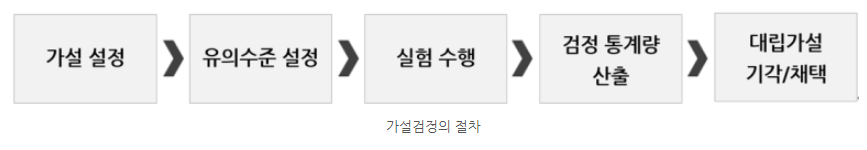 가설 설정
유의수준 설정
실험 수행
검정 통계량
산출
대립가설
기각/채택
가설검정의 절차